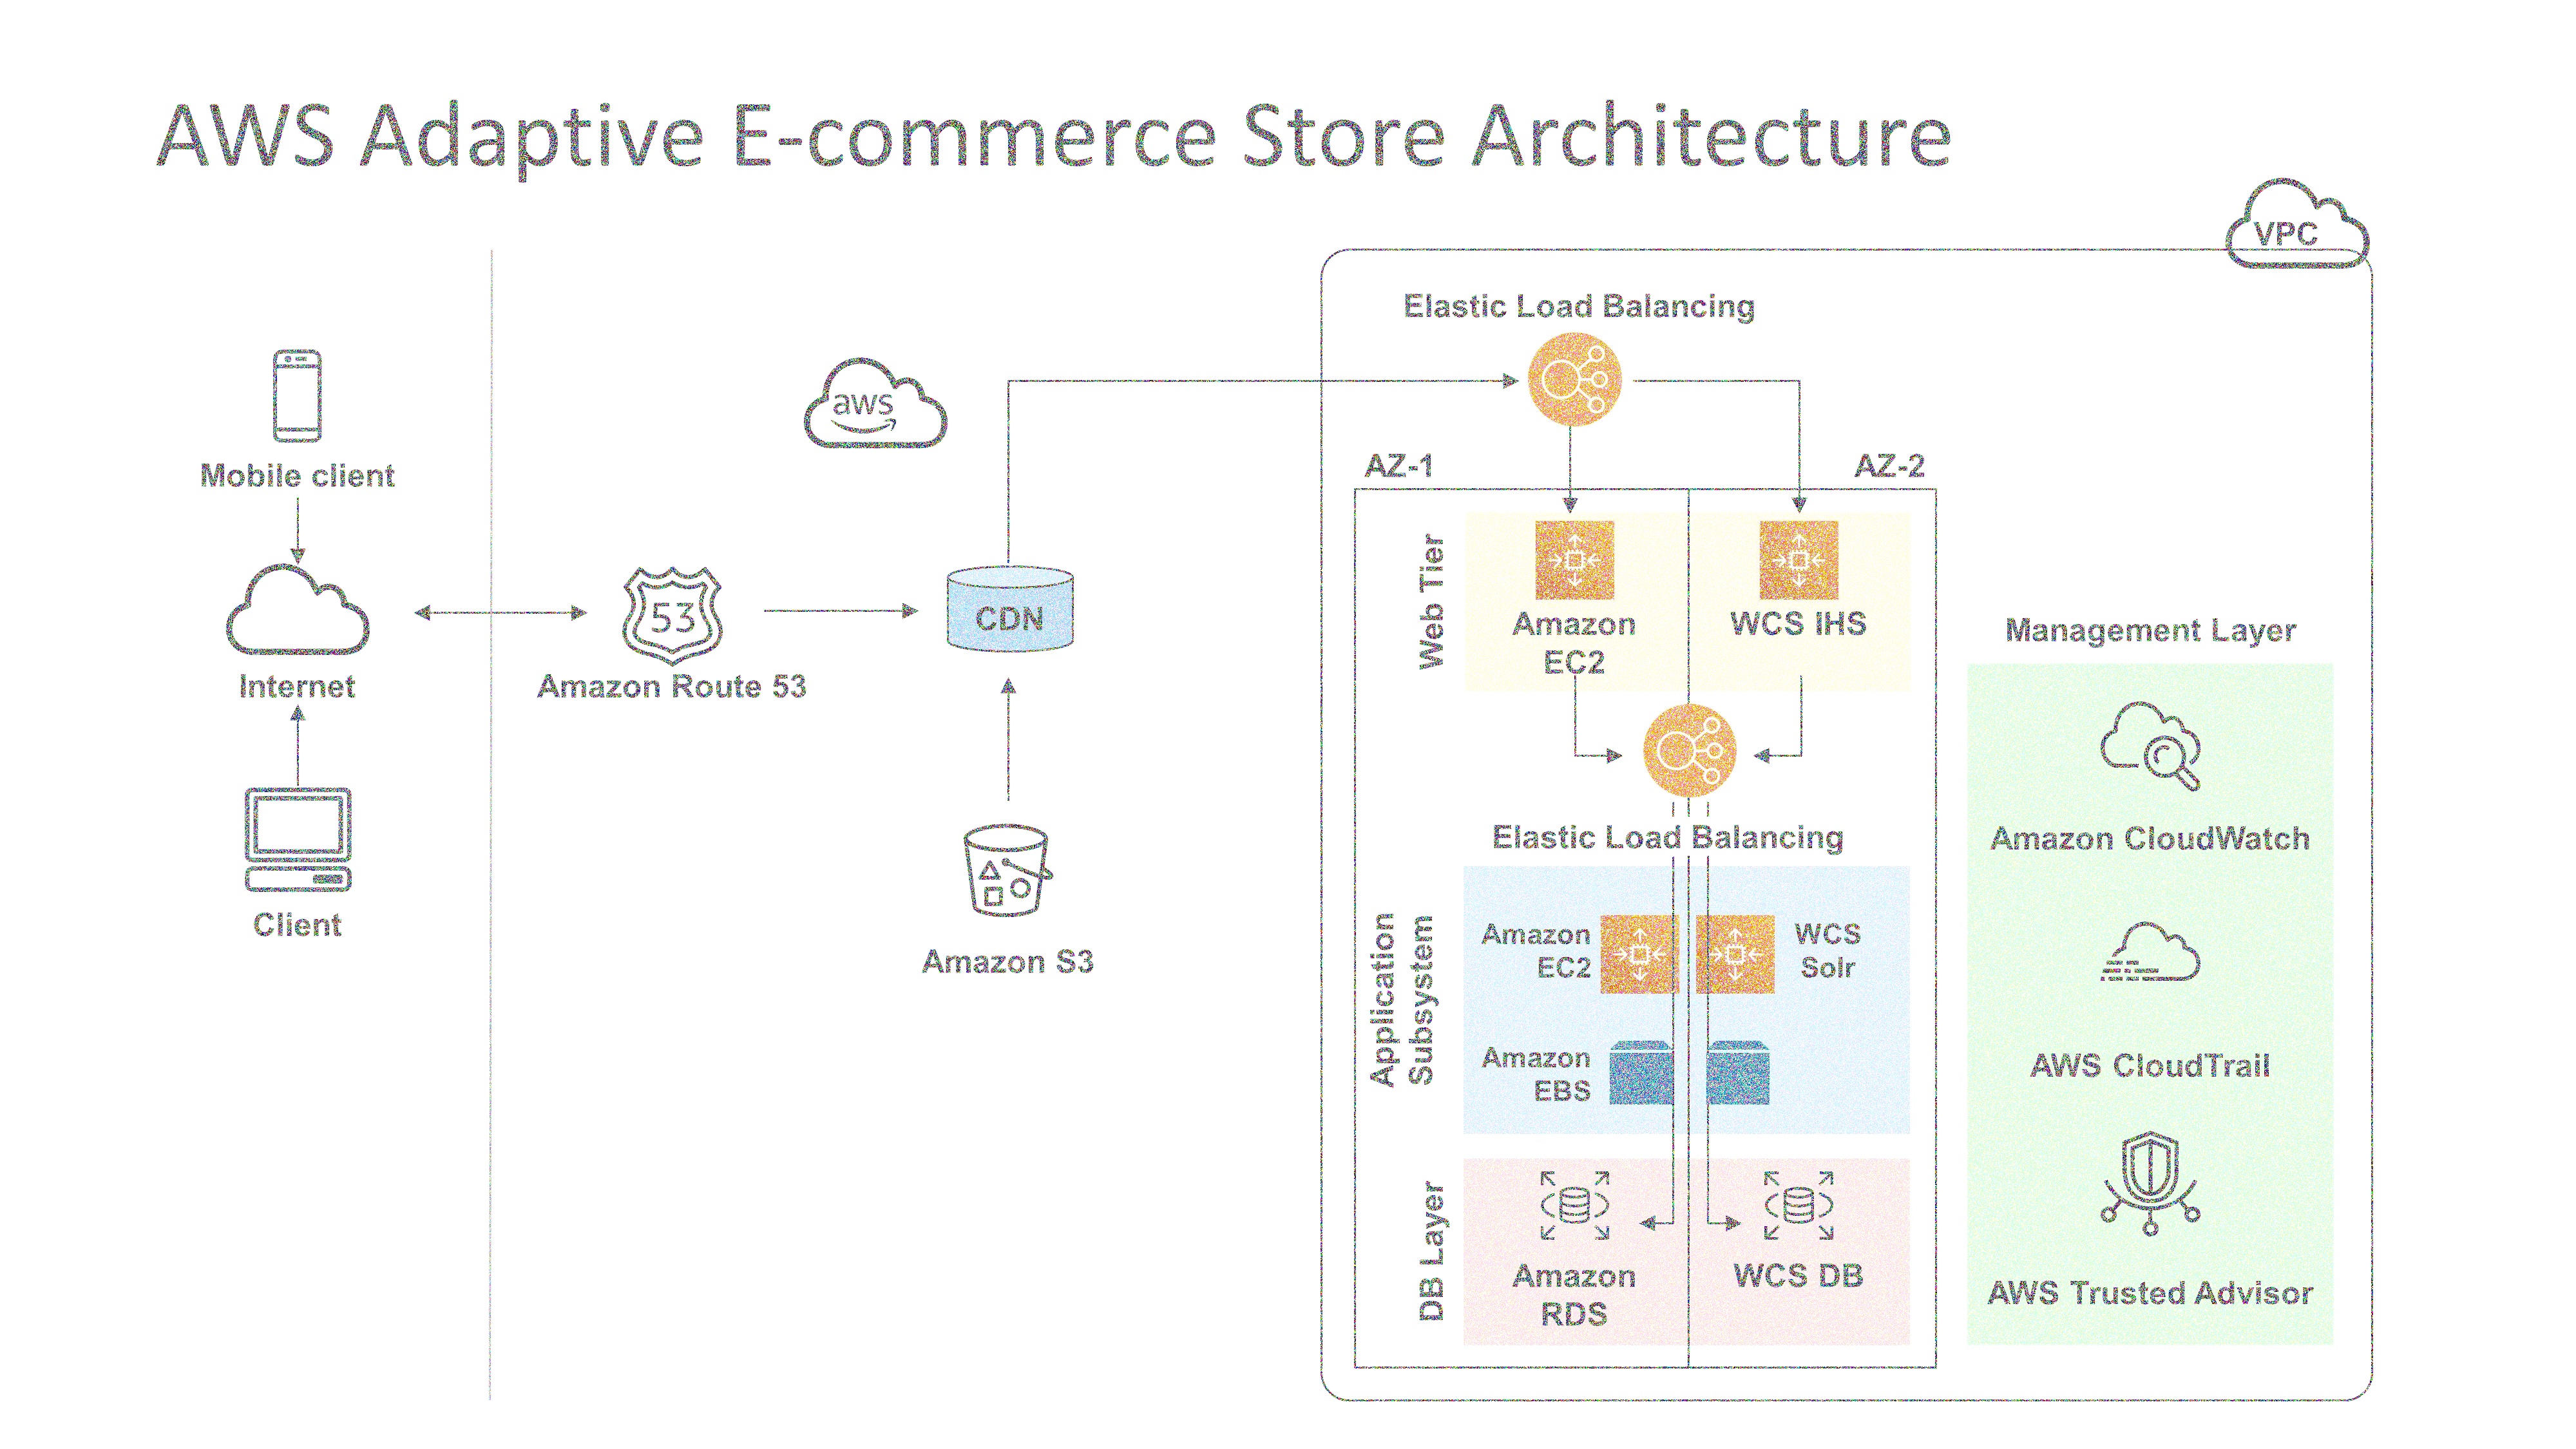 AWS Adaptive E-commerce Store Architecture
VPC
Elastic Load Balancing
aws
Mobile client
AZ-1
AZ-2
Web Tier
53
CDN
Amazon
EC2
WCS IHS
Management Layer
Internet
Amazon Route 53
Elastic Load Balancing
Amazon CloudWatch
Client
Amazon S3
Application
Subsystem
Amazon
EC2
WCS
Solr
Amazon
EBS
AWS CloudTrail
DB Layer
Amazon
RDS
WCS DB
AWS Trusted Advisor